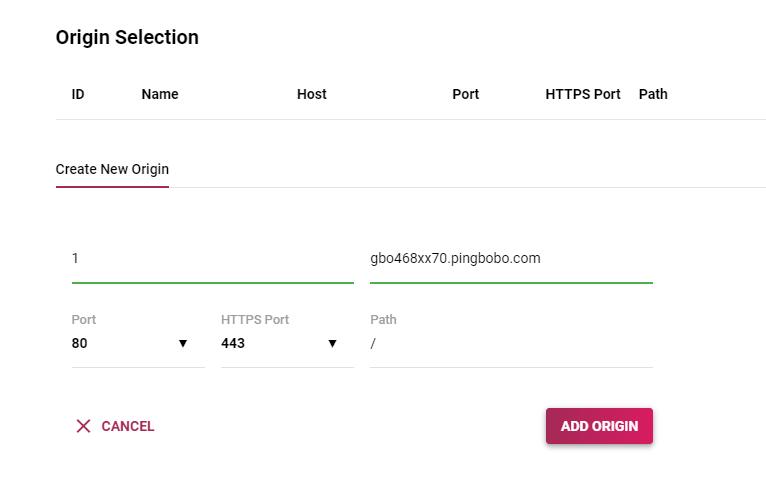 Origin Selection
ID Name Host Port HTTPS Port Path
Create New Origin
1 gbo468xx70.pingbobo.com
Port HTTPS Port Path
80 443 /
CANCEL ADD ORIGIN